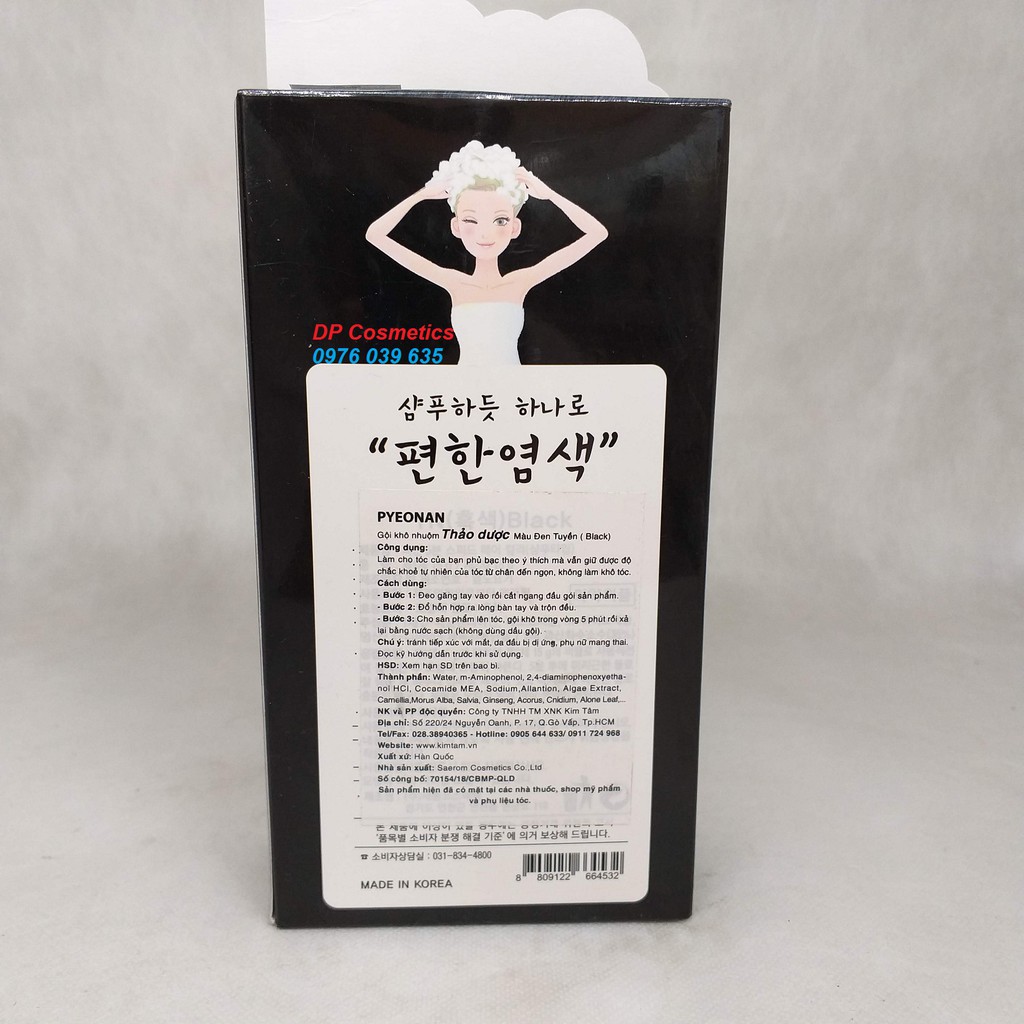 DP Cosmetics
0976 039 635
샴푸하듯 하나로
“편한염색”
(흑색)Black
PYEONAN
Gội khô nhuộm Thảo dược Màu Đen Tuyền ( Black)
Công dụng:
Làm cho tóc của bạn phủ bạc theo ý thích mà vẫn giữ được độ
chắc khoẻ tự nhiên của tóc từ chân đến ngọn, không làm khô tóc.
Cách dùng:
- Bước 1: Đeo găng tay vào rồi cắt ngang đầu gói sản phẩm.
- Bước 2: Đổ hỗn hợp ra lòng bàn tay và trộn đều.
- Bước 3: Cho sản phẩm lên tóc, gội khô trong vòng 5 phút rồi xả
lại bằng nước sạch (không dùng dầu gội).
Chú ý: tránh tiếp xúc với mắt, da đầu bị dị ứng, phụ nữ mang thai.
Đọc kỹ hướng dẫn trước khi sử dụng.
HSD: Xem hạn SD trên bao bì.
Thành phần: Water, m-Aminophenol, 2,4-diaminophenoxyetha-
nol HCl, Cocamide MEA, Sodium,Allantion, Algae Extract,
Camellia,Morus Alba, Salvia, Ginseng, Acorus, Cnidium, Alone Leaf,...
NK và PP độc quyền: Công ty TNHH TM XNK Kim Tâm
Địa chỉ: Số 220/24 Nguyễn Oanh, P. 17, Q.Gò Vấp, Tp.HCM
Tel/Fax: 028.38940365 - Hotline: 0905 644 633/ 0911 724 968
Website: www.kimtam.vn
Xuất xứ: Hàn Quốc
Nhà sản xuất: Saerom Cosmetics Co.,Ltd
Số công bố: 70154/18/CBMP-QLD
Sản phẩm hiện đã có mặt tại các nhà thuốc, shop mỹ phẩm
và phụ liệu tóc.
'품목별 소비자 분쟁 해결 기준' 에 의거 보상해 드립니다.
☎ 소비자상담실 : 031-834-4800
MADE IN KOREA
8 809122 664532